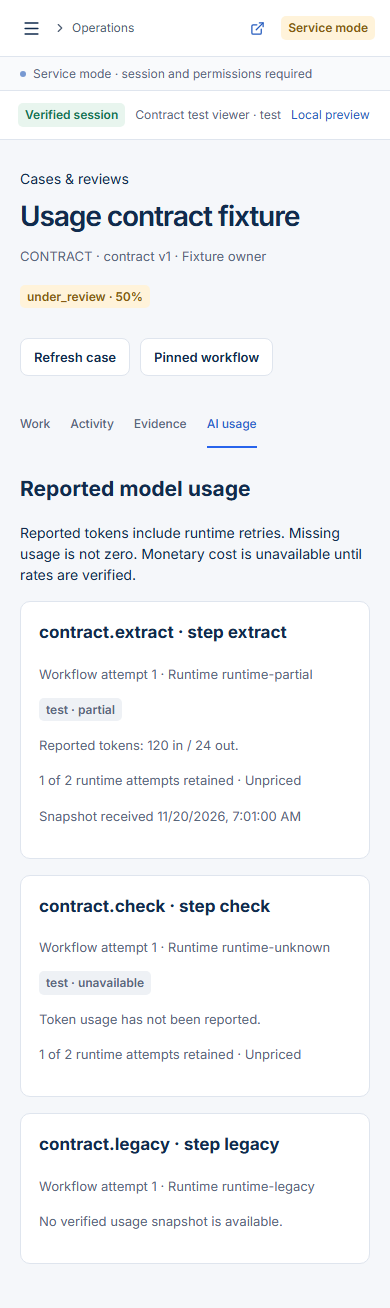 Operations
Service mode
Service mode · session and permissions required
Verified session
Contract test viewer · test
Local preview
Cases & reviews
Usage contract fixture
CONTRACT · contract v1 · Fixture owner
under_review · 50%
Refresh case
Pinned workflow
Work
Activity
Evidence
AI usage
Reported model usage
Reported tokens include runtime retries. Missing
usage is not zero. Monetary cost is unavailable until
rates are verified.
contract.extract · step extract
Workflow attempt 1 · Runtime runtime-partial
test · partial
Reported tokens: 120 in / 24 out.
1 of 2 runtime attempts retained · Unpriced
Snapshot received 11/20/2026, 7:01:00 AM
contract.check · step check
Workflow attempt 1 · Runtime runtime-unknown
test · unavailable
Token usage has not been reported.
1 of 2 runtime attempts retained · Unpriced
contract.legacy · step legacy
Workflow attempt 1 · Runtime runtime-legacy
No verified usage snapshot is available.